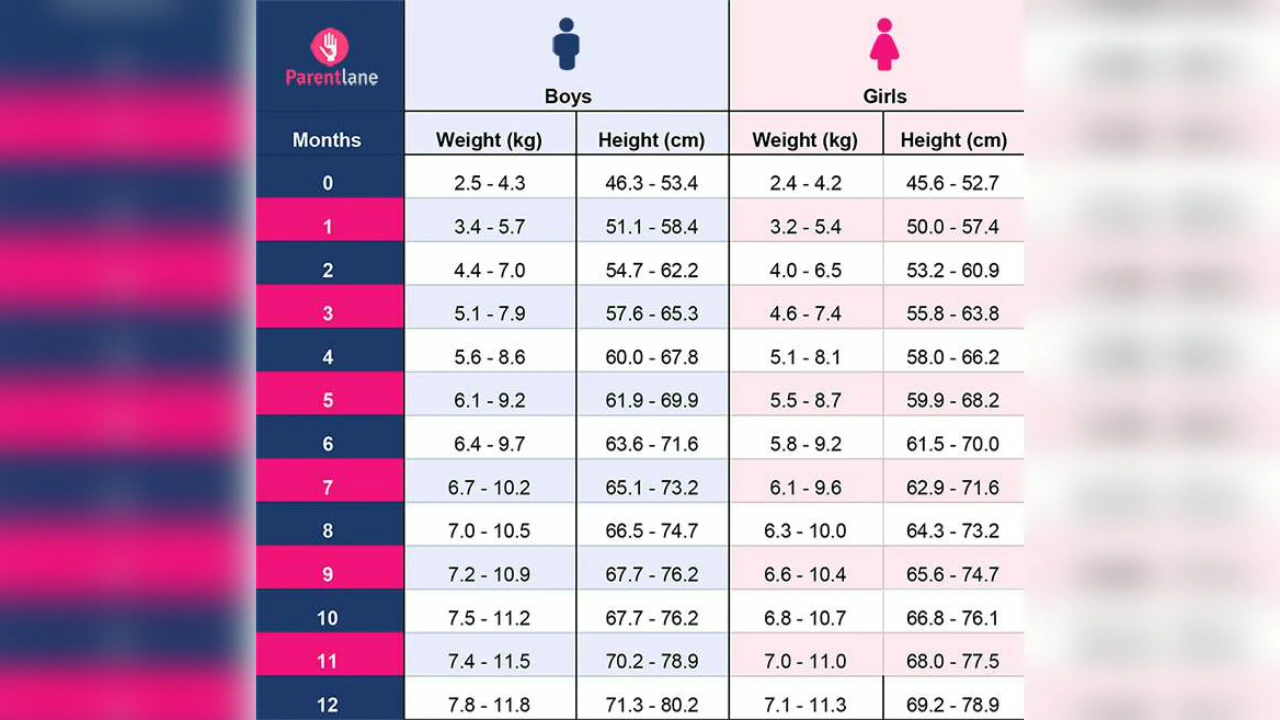 Parentlane
Boys Girls
Months Weight (kg) Height (cm) Weight (kg) Height (cm)
0 2.5 - 4.3 46.3 - 53.4 2.4 - 4.2 45.6 - 52.7
1 3.4 - 5.7 51.1 - 58.4 3.2 - 5.4 50.0 - 57.4
2 4.4 - 7.0 54.7 - 62.2 4.0 - 6.5 53.2 - 60.9
3 5.1 - 7.9 57.6 - 65.3 4.6 - 7.4 55.8 - 63.8
4 5.6 - 8.6 60.0 - 67.8 5.1 - 8.1 58.0 - 66.2
5 6.1 - 9.2 61.9 - 69.9 5.5 - 8.7 59.9 - 68.2
6 6.4 - 9.7 63.6 - 71.6 5.8 - 9.2 61.5 - 70.0
7 6.7 - 10.2 65.1 - 73.2 6.1 - 9.6 62.9 - 71.6
8 7.0 - 10.5 66.5 - 74.7 6.3 - 10.0 64.3 - 73.2
9 7.2 - 10.9 67.7 - 76.2 6.6 - 10.4 65.6 - 74.7
10 7.5 - 11.2 67.7 - 76.2 6.8 - 10.7 66.8 - 76.1
11 7.4 - 11.5 70.2 - 78.9 7.0 - 11.0 68.0 - 77.5
12 7.8 - 11.8 71.3 - 80.2 7.1 - 11.3 69.2 - 78.9